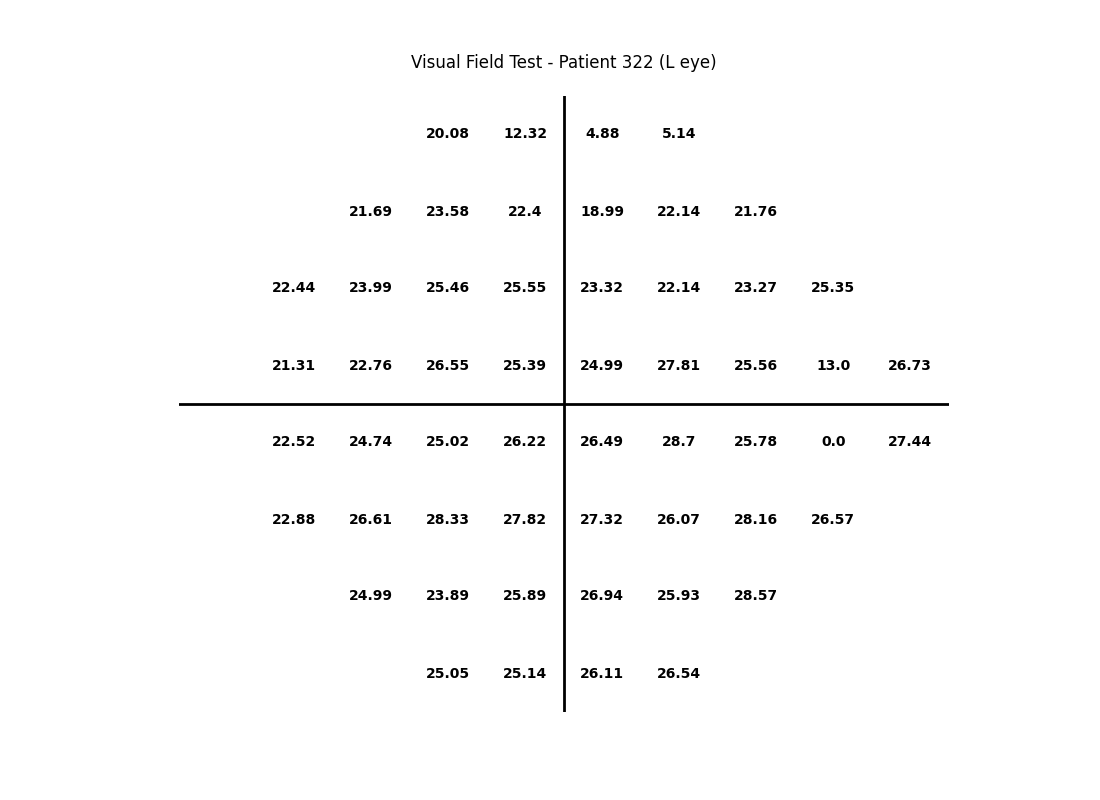 Visual Field Test - Patient 322 (L eye)
20.08 12.32 4.88 5.14
21.69 23.58 22.4 18.99 22.14 21.76
22.44 23.99 25.46 25.55 23.32 22.14 23.27 25.35
21.31 22.76 26.55 25.39 24.99 27.81 25.56 13.0 26.73
22.52 24.74 25.02 26.22 26.49 28.7 25.78 0.0 27.44
22.88 26.61 28.33 27.82 27.32 26.07 28.16 26.57
24.99 23.89 25.89 26.94 25.93 28.57
25.05 25.14 26.11 26.54